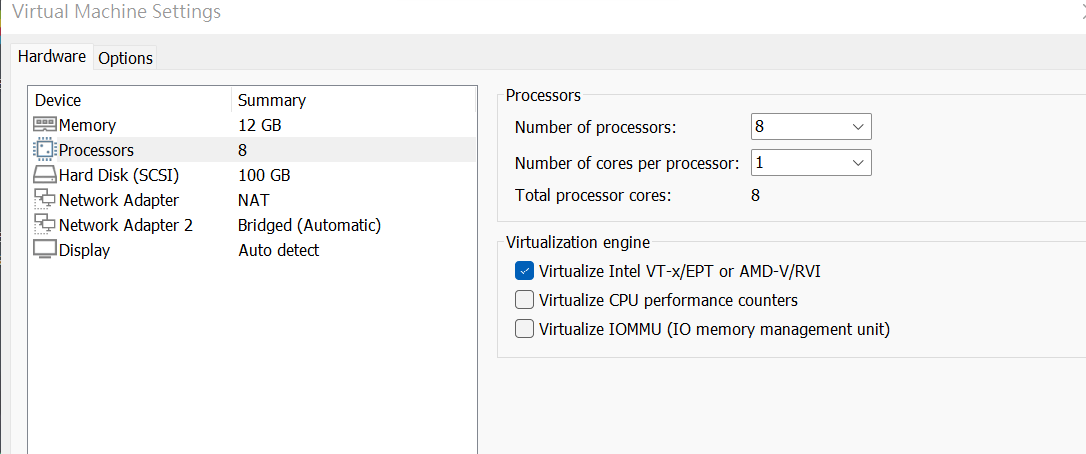 Virtual Machine Settings
Hardware Options
Device Summary
Memory 12 GB
Processors 8
Hard Disk (SCSI) 100 GB
Network Adapter NAT
Network Adapter 2 Bridged (Automatic)
Display Auto detect
Processors
Number of processors: 8
Number of cores per processor: 1
Total processor cores: 8
Virtualization engine
Virtualize Intel VT-x/EPT or AMD-V/RVI
Virtualize CPU performance counters
Virtualize IOMMU (IO memory management unit)